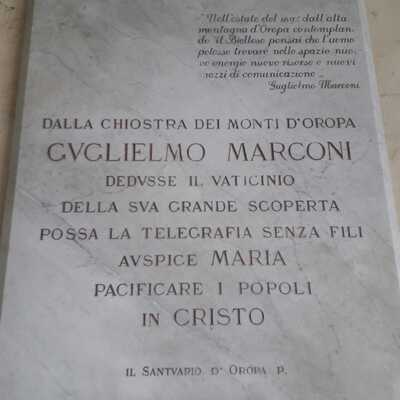 "Nell'estate del 1894 dall'alta
montagna d'Oropa contemplan
do il Biellese pensai che l'uomo
potesse trovare nello spazio nuo
ve energie nuove risorse e nuovi
mezzi di comunicazione„
Guglielmo Marconi
DALLA CHIOSTRA DEI MONTI D'OROPA
GVGLIELMO MARCONI
DEDVSSE IL VATICINIO
DELLA SVA GRANDE SCOPERTA
POSSA LA TELEGRAFIA SENZA FILI
AVSPICE MARIA
PACIFICARE I POPOLI
IN CRISTO
IL SANTVARIO D'OROPA P.